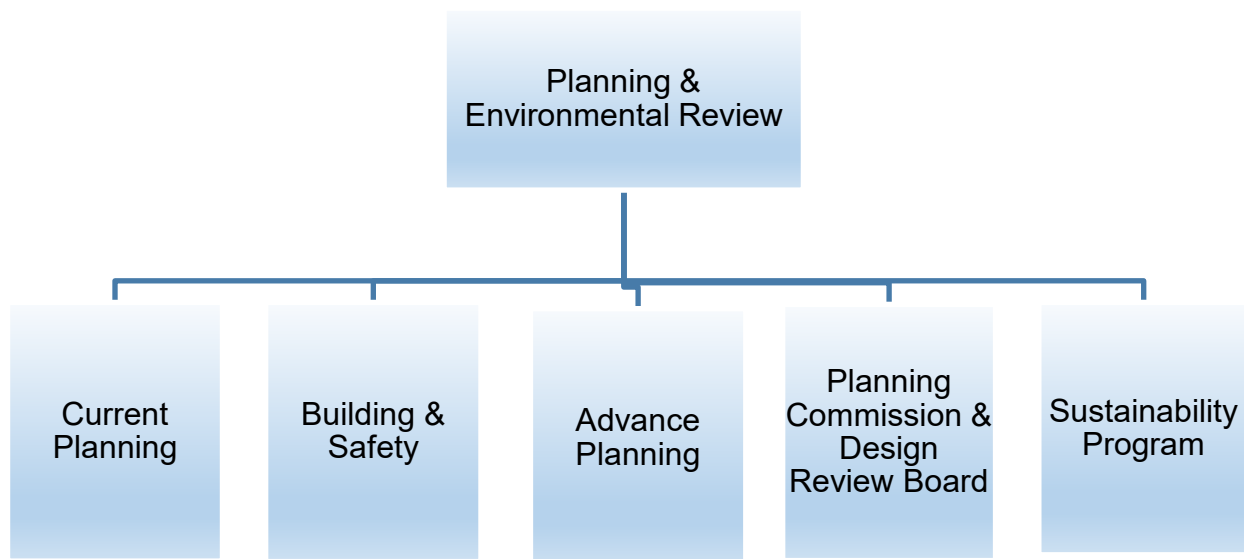 Planning &
Environmental Review
Current
Planning
Building &
Safety
Advance
Planning
Planning
Commission &
Design
Review Board
Sustainability
Program